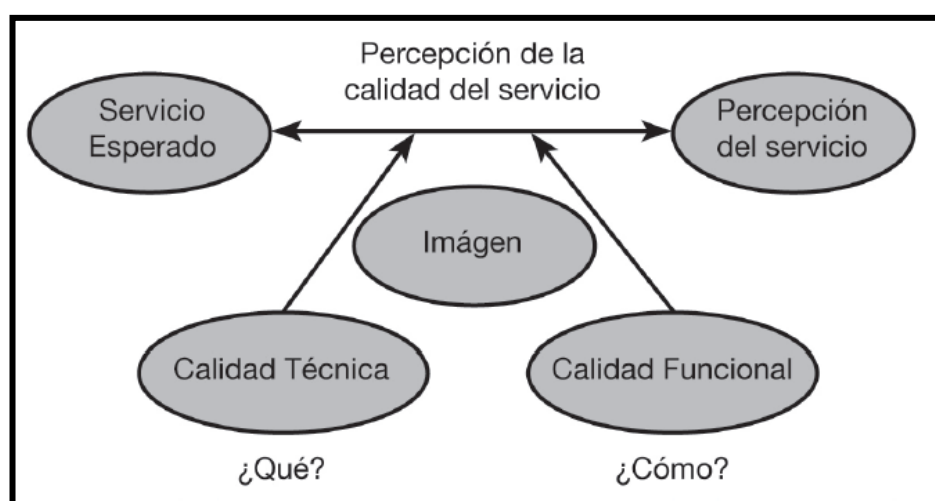 Percepción de la
calidad del servicio
Servicio
Esperado
Percepción
del servicio
Imágen
Calidad Técnica
Calidad Funcional
¿Qué?
¿Cómo?